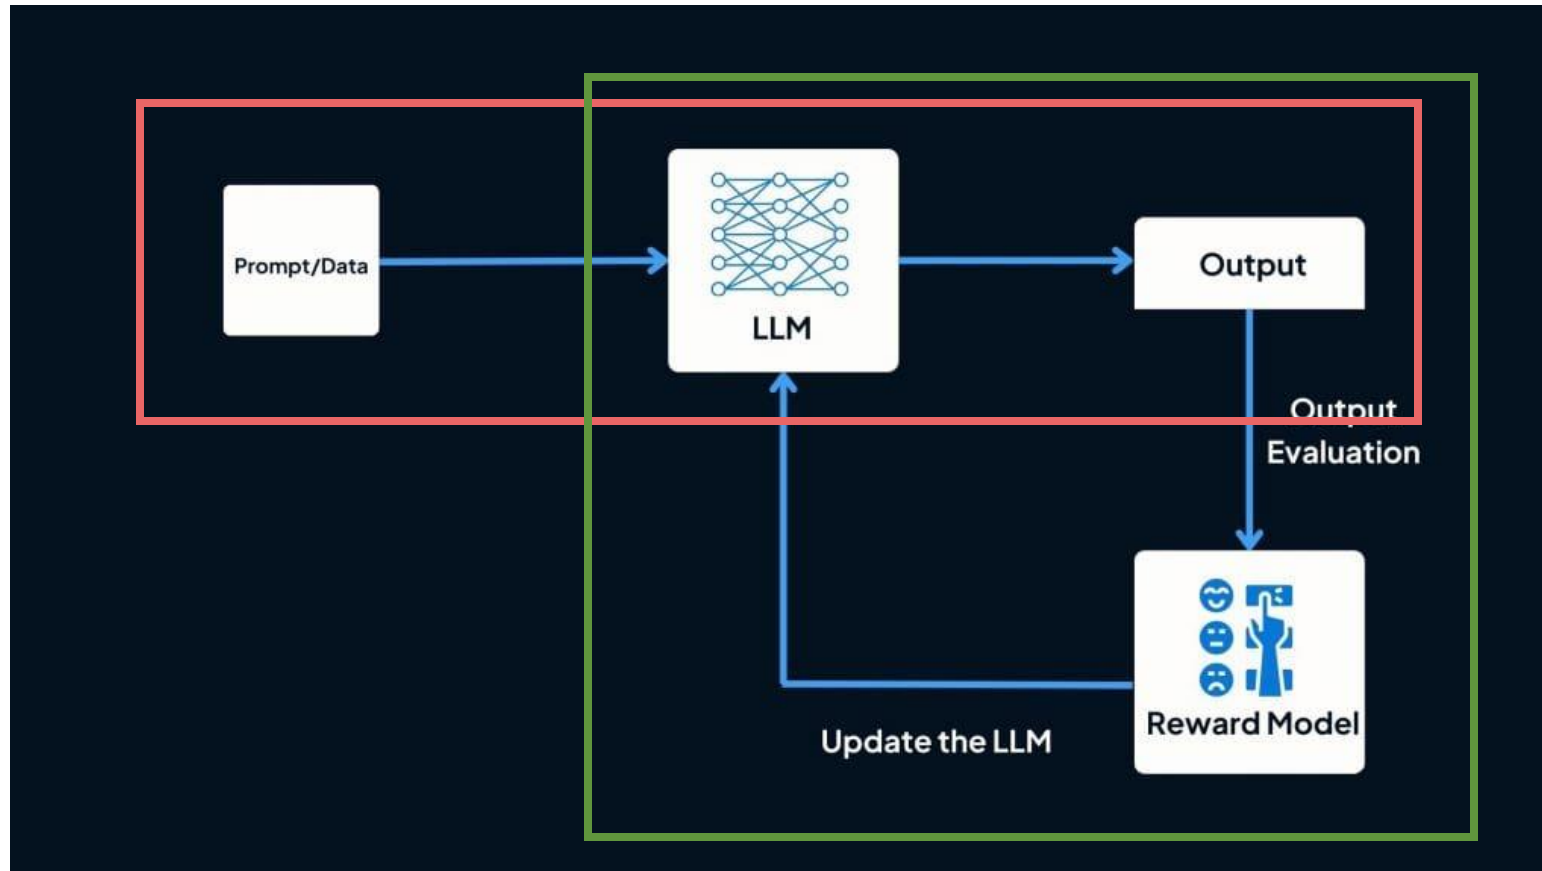 Prompt/Data
LLM
Output
Output
Evaluation
Reward Model
Update the LLM